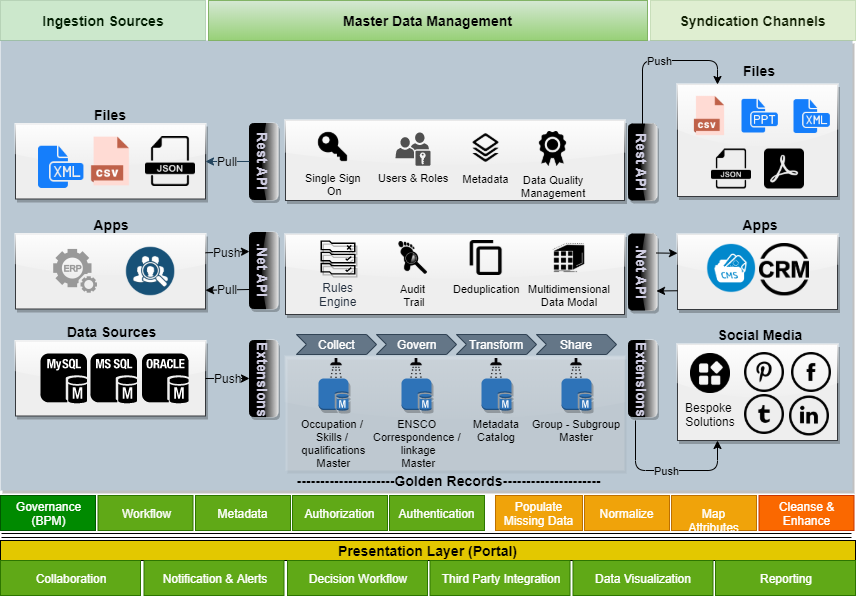 Ingestion Sources
Master Data Management
Syndication Channels
Files
XML
CSV
JSON
Pull
Rest API
Single Sign
On
Users & Roles
Metadata
Data Quality
Management
Rest API
Push
Files
CSV
PPT
XML
JSON
Apps
ERP
Push
Pull
.Net API
Rules
Engine
Audit
Trail
Deduplication
Multidimensional
Data Modal
.Net API
Apps
CMS
CRM
Data Sources
MySQL
M
MS SQL
M
ORACLE
M
Push
Extensions
Collect
Govern
Transform
Share
M
M
M
M
Occupation /
Skills /
qualifications
Master
ENSCO
Correspondence /
linkage
Master
Metadata
Catalog
Group - Subgroup
Master
--------------------Golden Records--------------------
Extensions
Push
Social Media
Bespoke
Solutions
f
t
in
Governance
(BPM)
Workflow
Metadata
Authorization
Authentication
Populate
Missing Data
Normalize
Map
Attributes
Cleanse &
Enhance
Presentation Layer (Portal)
Collaboration
Notification & Alerts
Decision Workflow
Third Party Integration
Data Visualization
Reporting